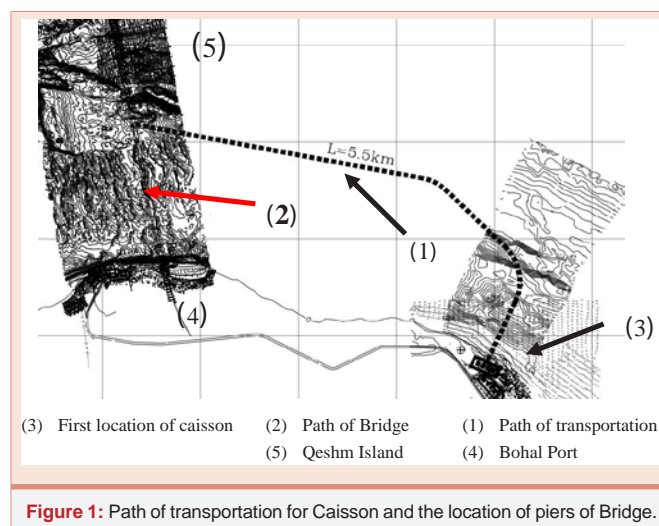 (5)
L=5.5km
(2)
(1)
(4)
(3)
(3) First location of caisson (2) Path of Bridge (1) Path of transportation
(5) Qeshm Island (4) Bohal Port
Figure 1: Path of transportation for Caisson and the location of piers of Bridge.